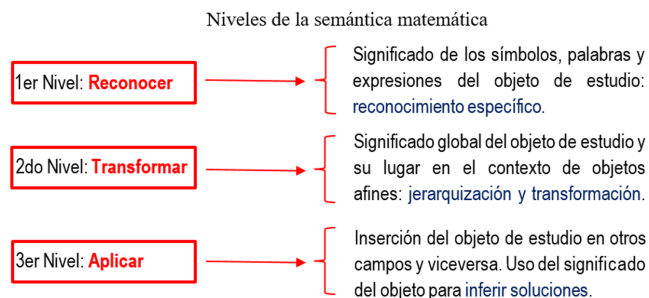 Niveles de la semántica matemática
1er Nivel: Reconocer
Significado de los símbolos, palabras y
expresiones del objeto de estudio:
reconocimiento específico.
2do Nivel: Transformar
Significado global del objeto de estudio y
su lugar en el contexto de objetos
afines: jerarquización y transformación.
3er Nivel: Aplicar
Inserción del objeto de estudio en otros
campos y viceversa. Uso del significado
del objeto para inferir soluciones.